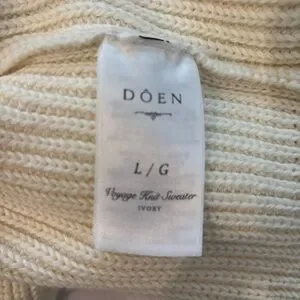 DÔEN
L / G
Voyage Knit Sweater
IVORY